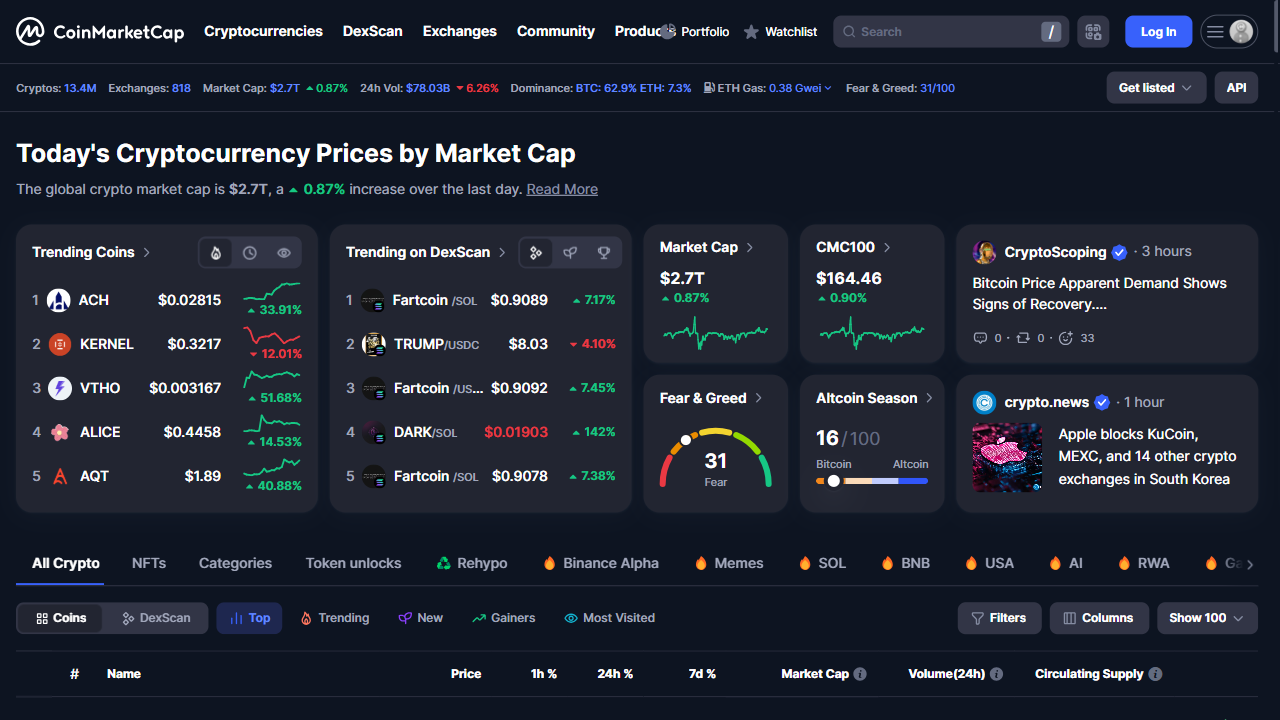 CoinMarketCap Cryptocurrencies DexScan Exchanges Community Products Portfolio Watchlist Search / Log In
Cryptos: 13.4M Exchanges: 818 Market Cap: $2.7T 0.87% 24h Vol: $78.03B 6.26% Dominance: BTC: 62.9% ETH: 7.3% ETH Gas: 0.38 Gwei Fear & Greed: 31/100 Get listed API
Today's Cryptocurrency Prices by Market Cap
The global crypto market cap is $2.7T, a 0.87% increase over the last day. Read More
Trending Coins
1 ACH $0.02815 33.91%
2 KERNEL $0.3217 12.01%
3 VTHO $0.003167 51.68%
4 ALICE $0.4458 14.53%
5 AQT $1.89 40.88%
Trending on DexScan
1 Fartcoin /SOL $0.9089 7.17%
2 TRUMP/USDC $8.03 4.10%
3 Fartcoin /US... $0.9092 7.45%
4 DARK/SOL $0.01903 142%
5 Fartcoin /SOL $0.9078 7.38%
Market Cap
$2.7T
0.87%
CMC100
$164.46
0.90%
Fear & Greed
31
Fear
Altcoin Season
16/100
Bitcoin Altcoin
CryptoScoping · 3 hours
Bitcoin Price Apparent Demand Shows
Signs of Recovery....
0 · 0 · 33
crypto.news · 1 hour
Apple blocks KuCoin,
MEXC, and 14 other crypto
exchanges in South Korea
All Crypto NFTs Categories Token unlocks Rehypo Binance Alpha Memes SOL BNB USA AI RWA
Coins DexScan Top Trending New Gainers Most Visited Filters Columns Show 100
# Name Price 1h % 24h % 7d % Market Cap Volume(24h) Circulating Supply